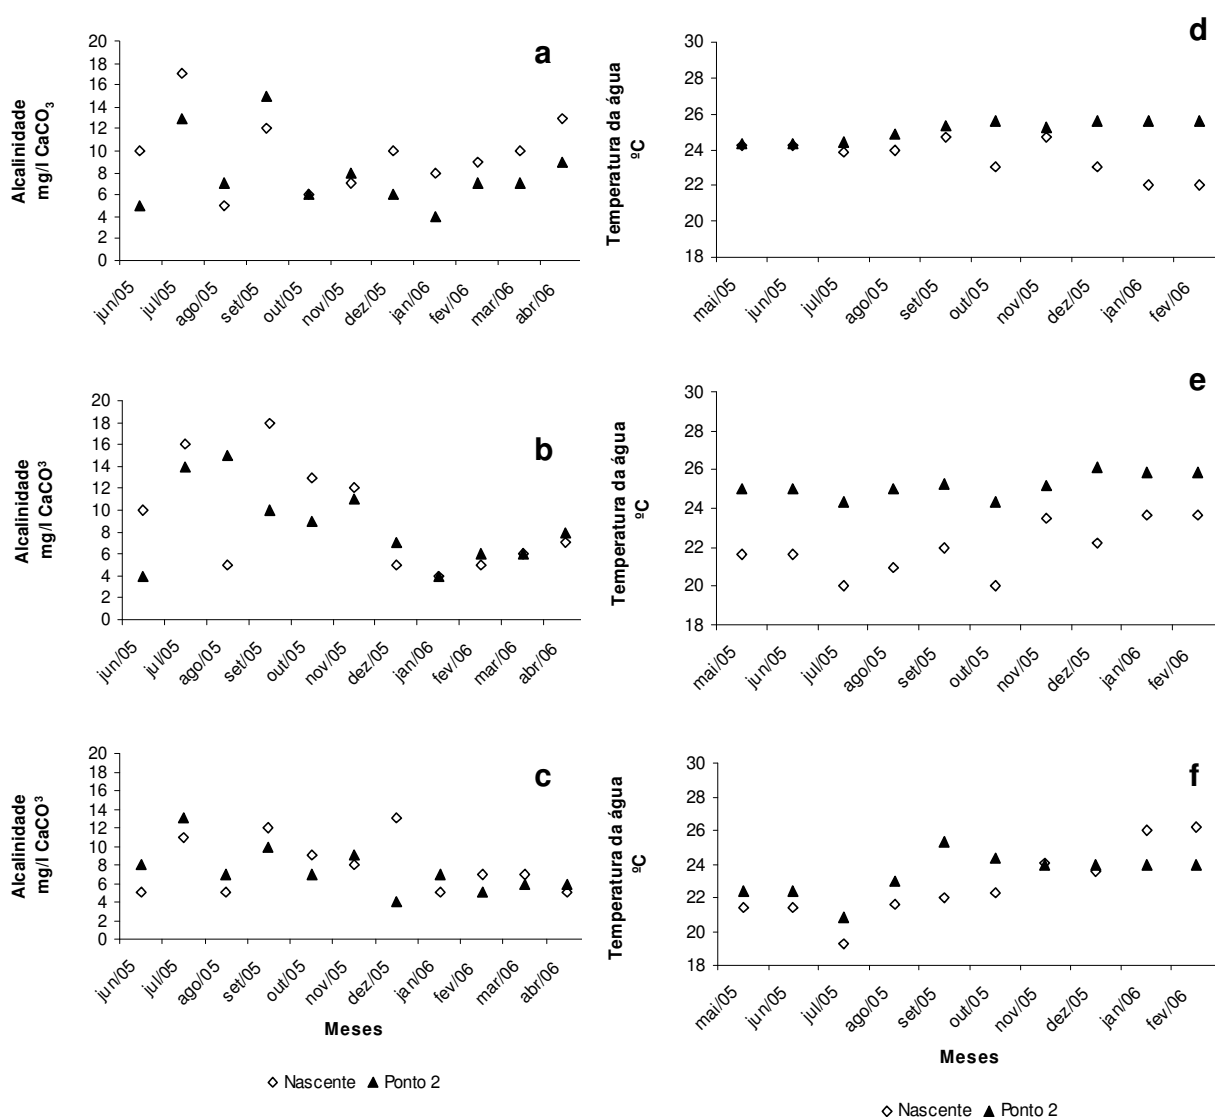 a
Alcalinidade
mg/l CaCO₃
20
18
16
14
12
10
8
6
4
2
0
jun/05 jul/05 ago/05 set/05 out/05 nov/05 dez/05 jan/06 fev/06 mar/06 abr/06
d
Temperatura da água
ºC
30
28
26
24
22
20
18
mai/05 jun/05 jul/05 ago/05 set/05 out/05 nov/05 dez/05 jan/06 fev/06
b
Alcalinidade
mg/l CaCO³
20
18
16
14
12
10
8
6
4
2
0
jun/05 jul/05 ago/05 set/05 out/05 nov/05 dez/05 jan/06 fev/06 mar/06 abr/06
e
Temperatura da água
ºC
30
28
26
24
22
20
18
mai/05 jun/05 jul/05 ago/05 set/05 out/05 nov/05 dez/05 jan/06 fev/06
c
Alcalinidade
mg/l CaCO³
20
18
16
14
12
10
8
6
4
2
0
jun/05 jul/05 ago/05 set/05 out/05 nov/05 dez/05 jan/06 fev/06 mar/06 abr/06
Meses
Nascente Ponto 2
f
Temperatura da água
ºC
30
28
26
24
22
20
18
mai/05 jun/05 jul/05 ago/05 set/05 out/05 nov/05 dez/05 jan/06 fev/06
Meses
Nascente Ponto 2